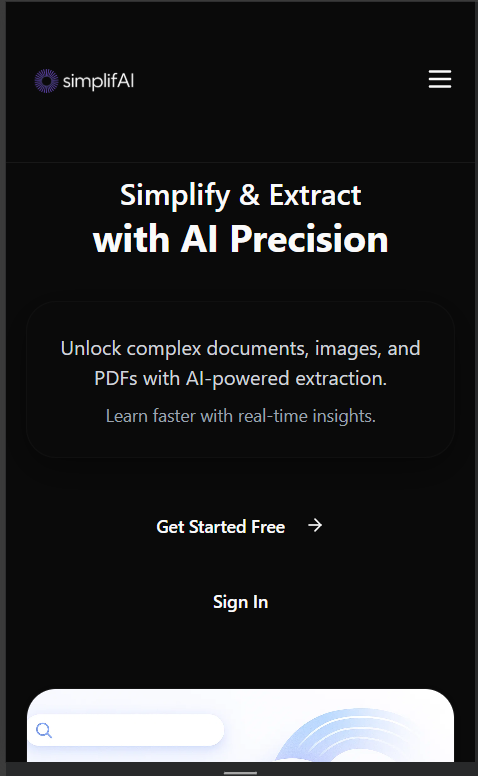 simplifAI
Simplify & Extract
with AI Precision
Unlock complex documents, images, and
PDFs with AI-powered extraction.
Learn faster with real-time insights.
Get Started Free →
Sign In